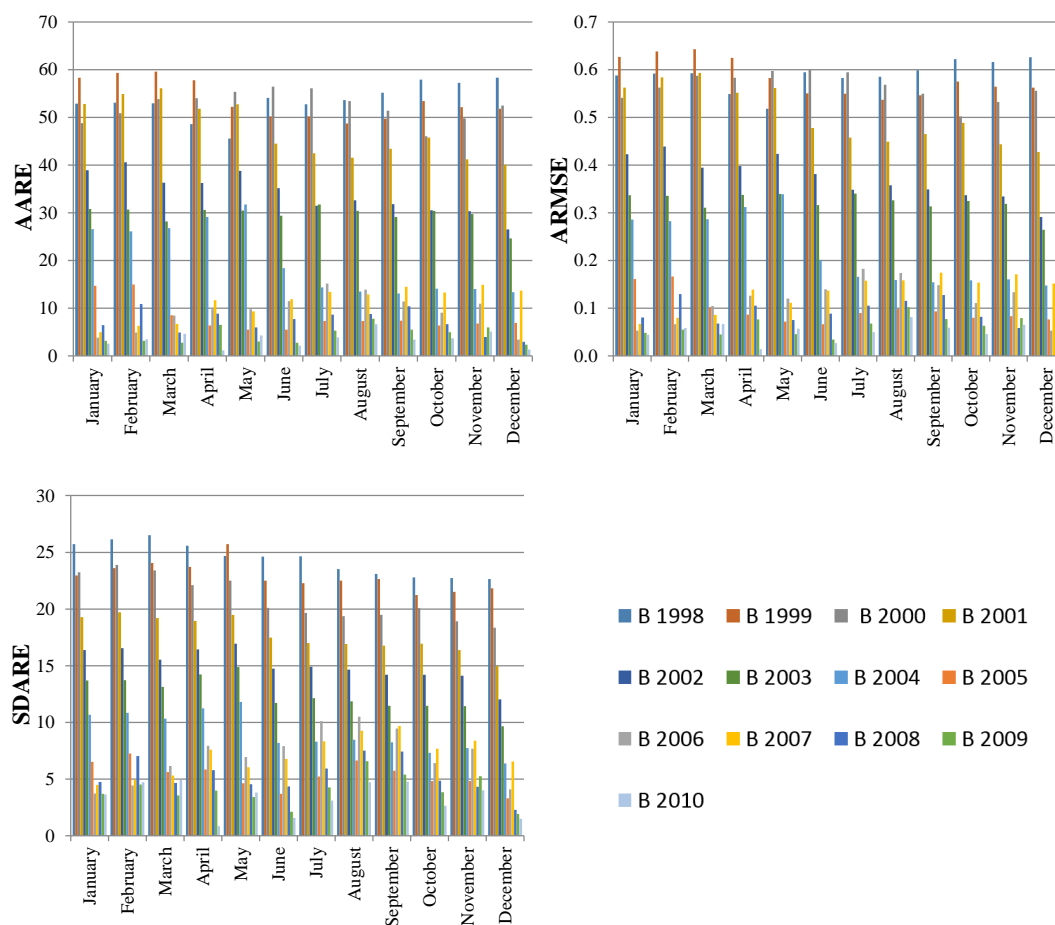 70
60
50
40
30
20
10
0
AARE
January
February
March
April
May
June
July
August
September
October
November
December
0.7
0.6
0.5
0.4
0.3
0.2
0.1
0.0
ARMSE
January
February
March
April
May
June
July
August
September
October
November
December
30
25
20
15
10
5
0
SDARE
January
February
March
April
May
June
July
August
September
October
November
December
B 1998 B 1999 B 2000 B 2001
B 2002 B 2003 B 2004 B 2005
B 2006 B 2007 B 2008 B 2009
B 2010